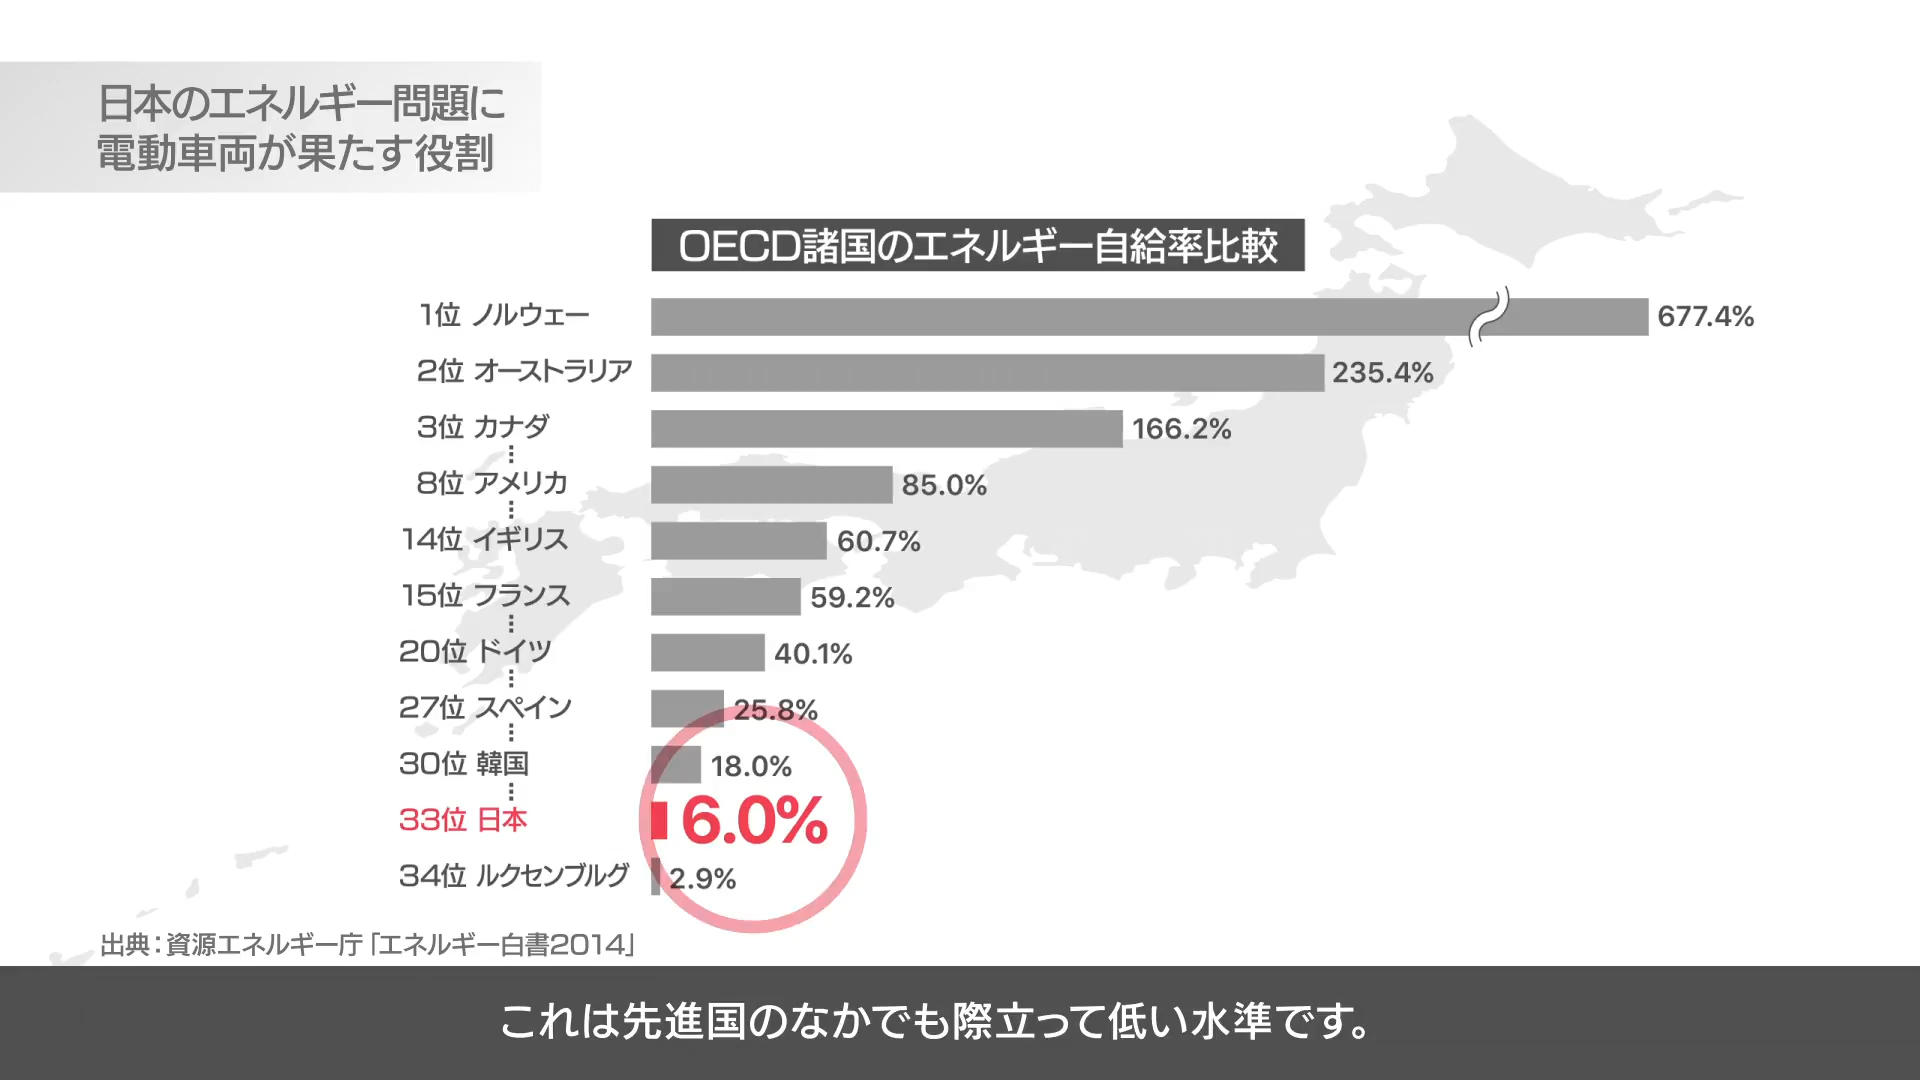 日本のエネルギー問題に
電動車両が果たす役割
OECD諸国のエネルギー自給率比較
1位 ノルウェー 677.4%
2位 オーストラリア 235.4%
3位 カナダ 166.2%
8位 アメリカ 85.0%
14位 イギリス 60.7%
15位 フランス 59.2%
20位 ドイツ 40.1%
27位 スペイン 25.8%
30位 韓国 18.0%
33位 日本 6.0%
34位 ルクセンブルグ 2.9%
出典：資源エネルギー庁「エネルギー白書2014」
これは先進国のなかでも際立って低い水準です。